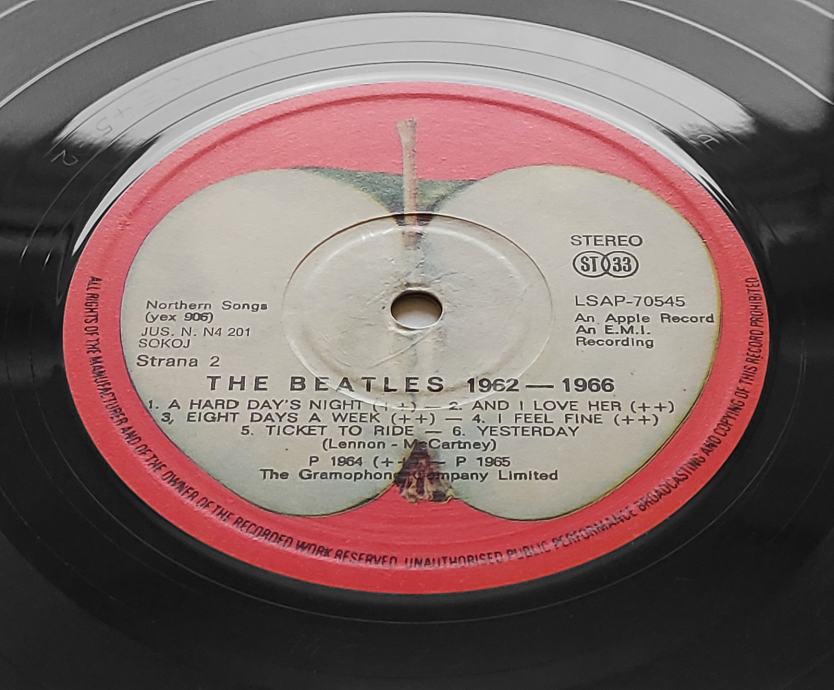 STEREO
ST 33
Northern Songs
(yex 906)
JUS. N. N4 201
SOKOJ
Strana 2
LSAP-70545
An Apple Record
An E.M.I.
Recording
THE BEATLES 1962 — 1966
1. A HARD DAY'S NIGHT (++) — 2. AND I LOVE HER (++)
3, EIGHT DAYS A WEEK (++) — 4. I FEEL FINE (++)
5. TICKET TO RIDE — 6. YESTERDAY
(Lennon - McCartney)
P 1964 (+ — P 1965
The Gramophone Company Limited
ALL RIGHTS OF THE MANUFACTURER AND OF THE OWNER OF THE RECORDED WORK RESERVED. UNAUTHORISED PUBLIC PERFORMANCE BROADCASTING AND COPYING OF THIS RECORD PROHIBITED